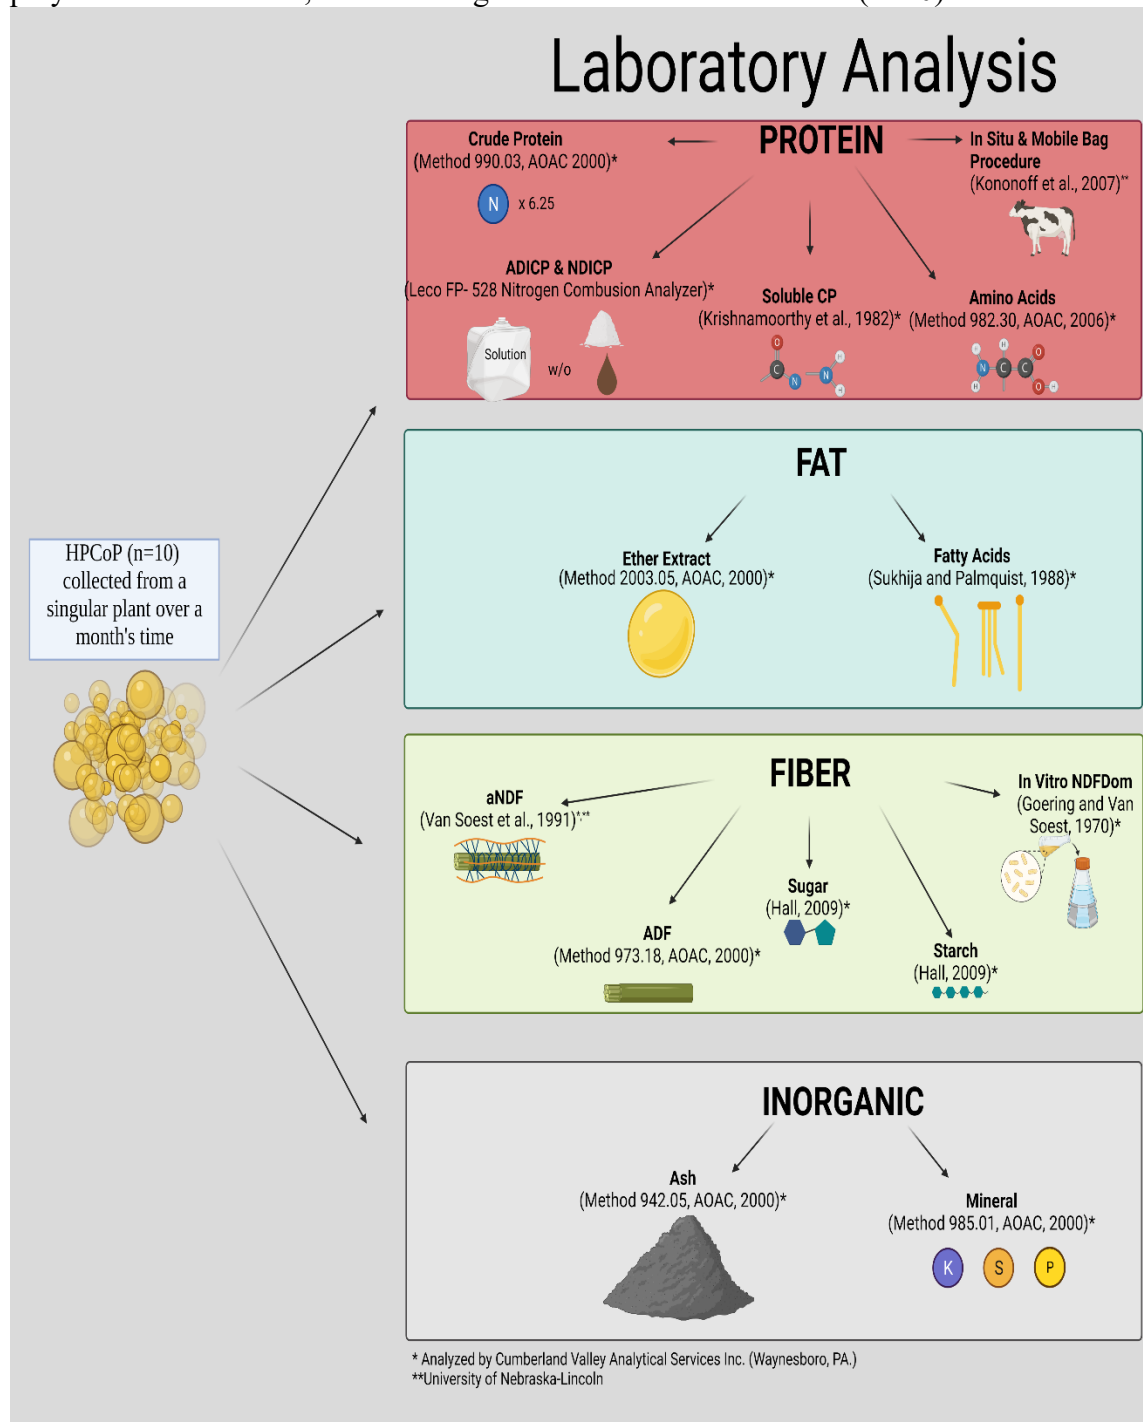 Laboratory Analysis
PROTEIN
Crude Protein
(Method 990.03, AOAC 2000)*
N x 6.25
In Situ & Mobile Bag
Procedure
(Kononoff et al., 2007)**
ADICP & NDICP
(Leco FP- 528 Nitrogen Combusion Analyzer)*
Solution
w/o
Soluble CP
(Krishnamoorthy et al., 1982)*
O
C
N
N
H
H
Amino Acids
(Method 982.30, AOAC, 2006)*
H
H
O
N
C
C
H
O
H
FAT
Ether Extract
(Method 2003.05, AOAC, 2000)*
Fatty Acids
(Sukhija and Palmquist, 1988)*
HPCoP (n=10)
collected from a
singular plant over a
month's time
FIBER
aNDF
(Van Soest et al., 1991)*,**
In Vitro NDFDom
(Goering and Van
Soest, 1970)*
Sugar
(Hall, 2009)*
ADF
(Method 973.18, AOAC, 2000)*
Starch
(Hall, 2009)*
INORGANIC
Ash
(Method 942.05, AOAC, 2000)*
Mineral
(Method 985.01, AOAC, 2000)*
K S P
* Analyzed by Cumberland Valley Analytical Services Inc. (Waynesboro, PA.)
**University of Nebraska-Lincoln